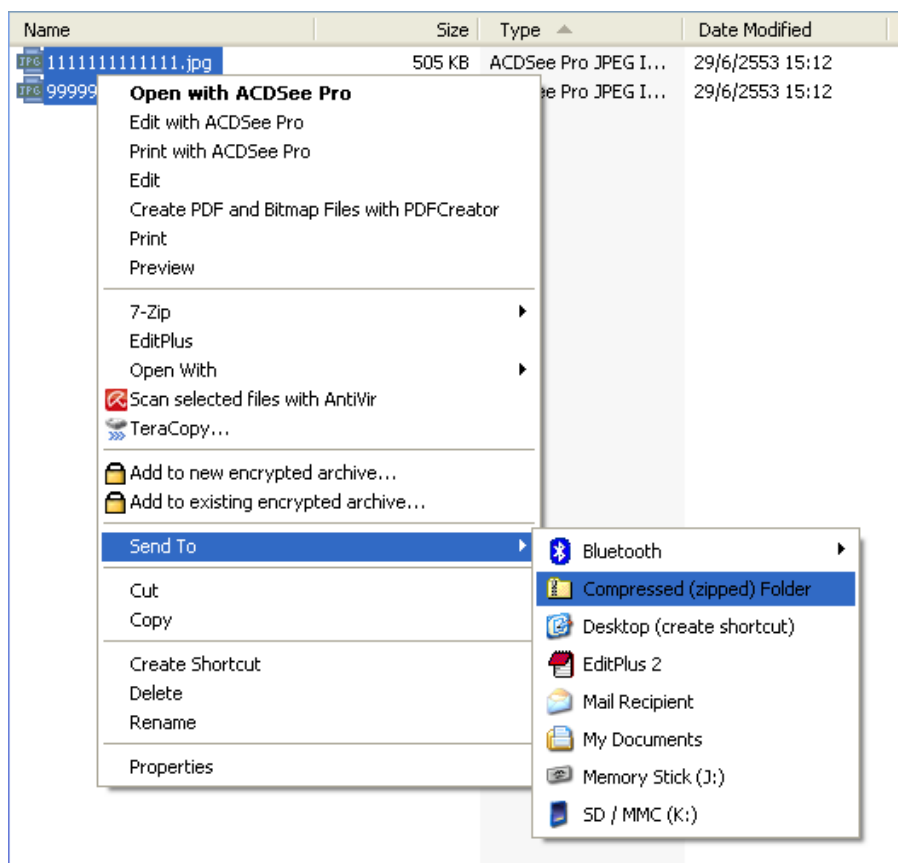 Name Size Type Date Modified
1111111111111.jpg 505 KB ACDSee Pro JPEG I... 29/6/2553 15:12
99999 ee Pro JPEG I... 29/6/2553 15:12
Open with ACDSee Pro
Edit with ACDSee Pro
Print with ACDSee Pro
Edit
Create PDF and Bitmap Files with PDFCreator
Print
Preview
7-Zip
EditPlus
Open With
Scan selected files with AntiVir
TeraCopy...
Add to new encrypted archive...
Add to existing encrypted archive...
Send To
Cut
Copy
Create Shortcut
Delete
Rename
Properties
Bluetooth
Compressed (zipped) Folder
Desktop (create shortcut)
EditPlus 2
Mail Recipient
My Documents
Memory Stick (J:)
SD / MMC (K:)